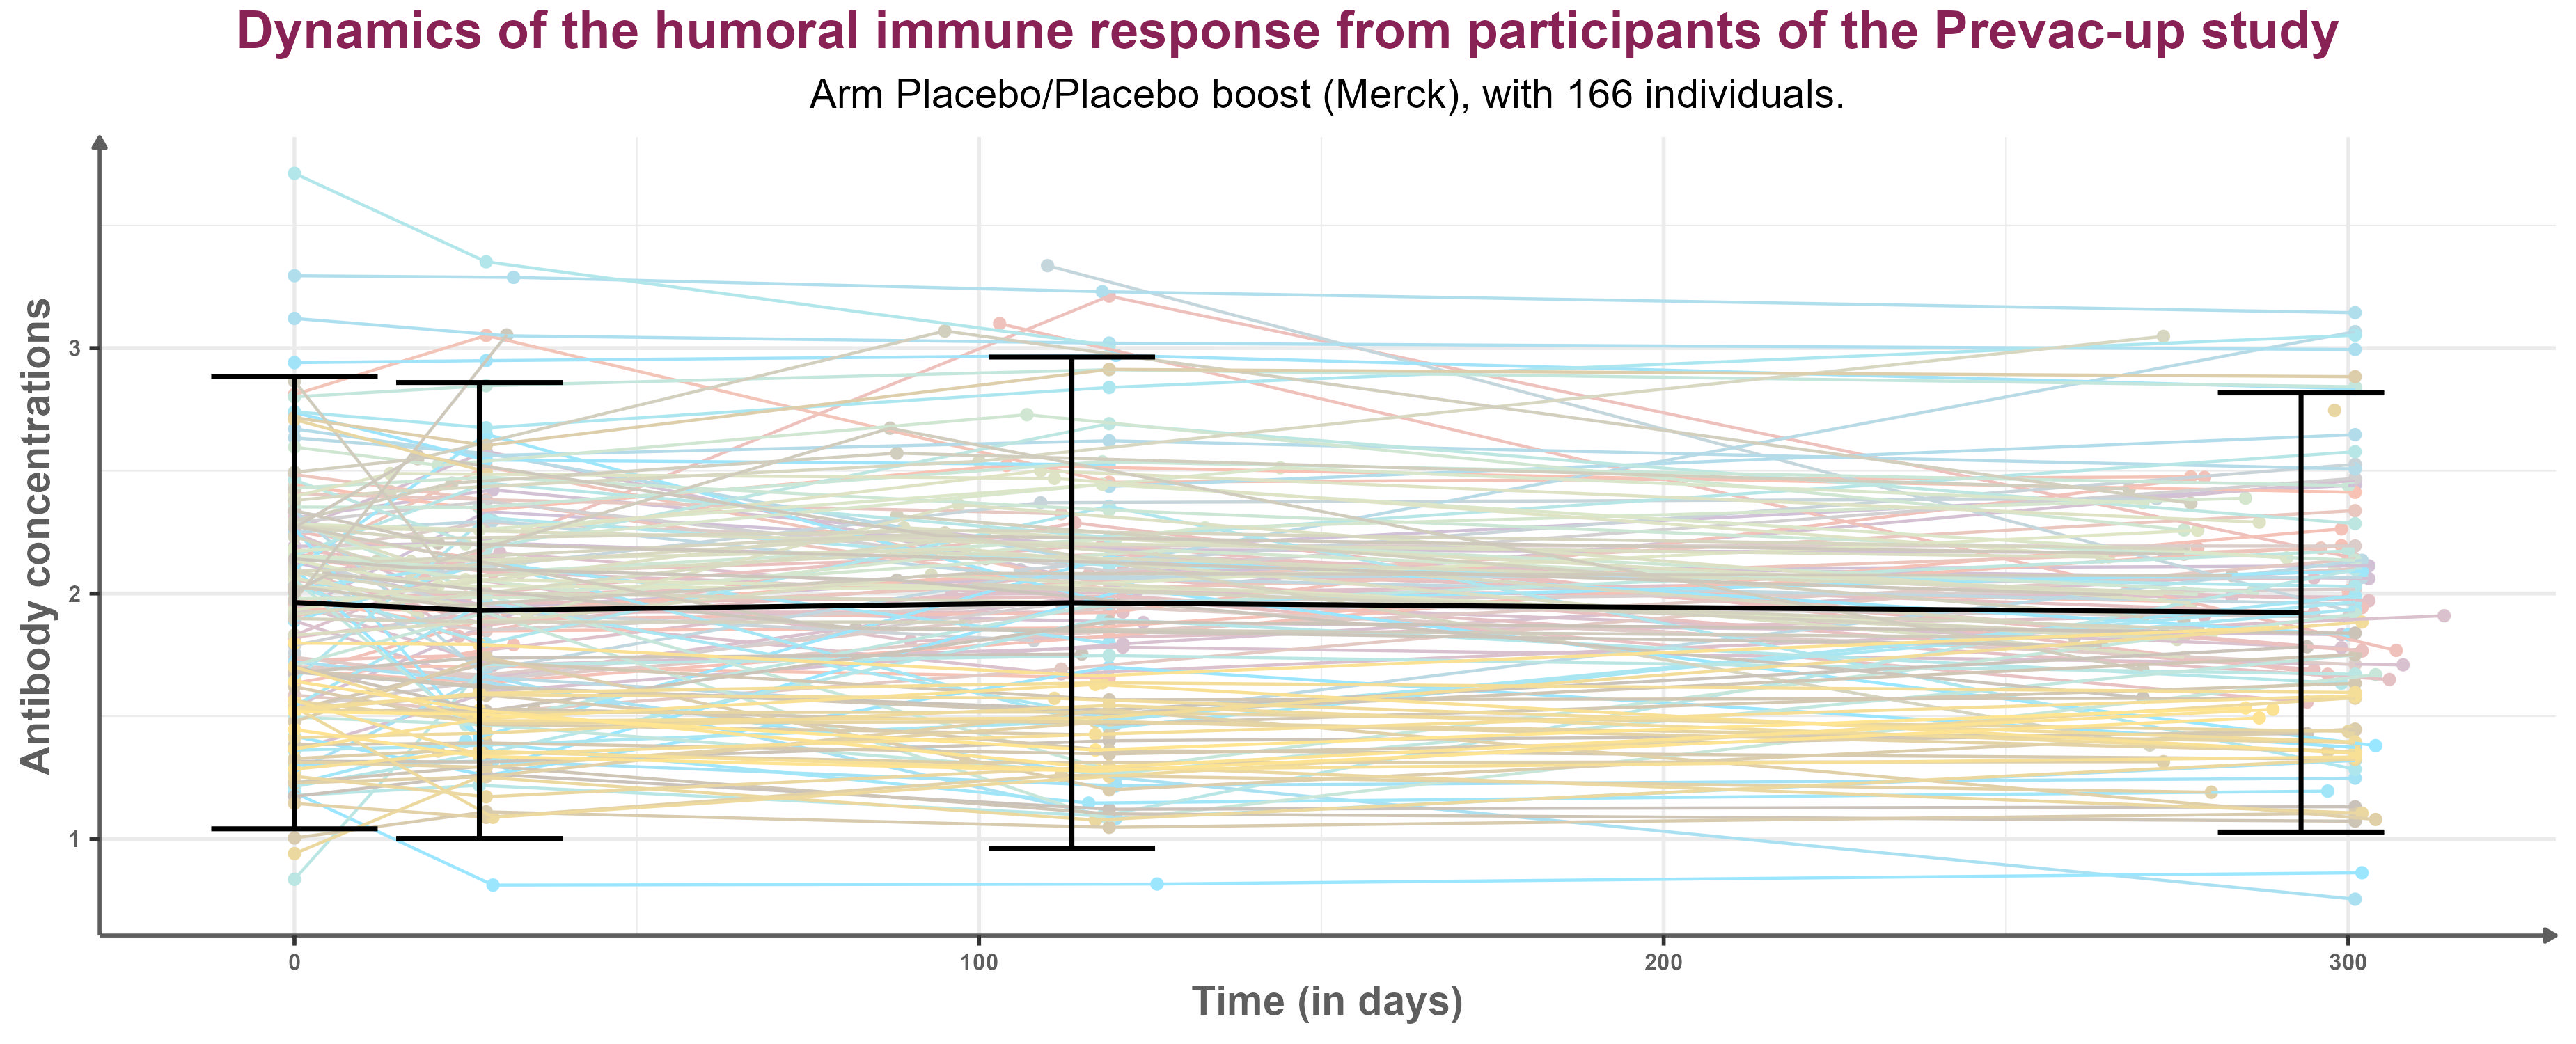 Dynamics of the humoral immune response from participants of the Prevac-up study
Arm Placebo/Placebo boost (Merck), with 166 individuals.
Antibody concentrations
3
2
1
0
100
200
300
Time (in days)